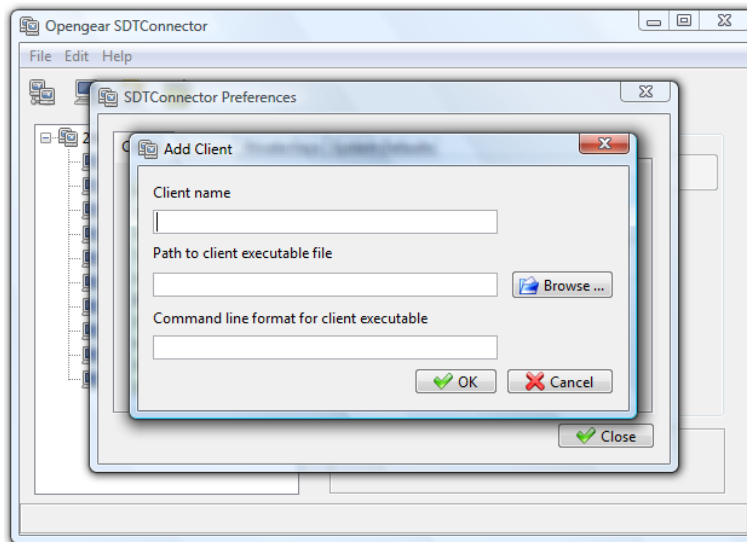 Opengear SDTConnector
File Edit Help
SDTConnector Preferences
2
Add Client
C
Client name
Path to client executable file
Browse ...
Command line format for client executable
OK
Cancel
Close